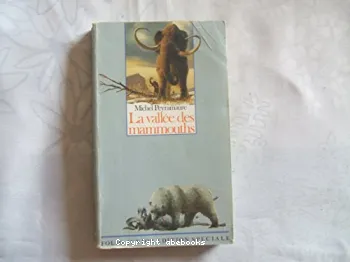 Michel Peyramaure
La vallée des
mammouths
Copyright abebooks